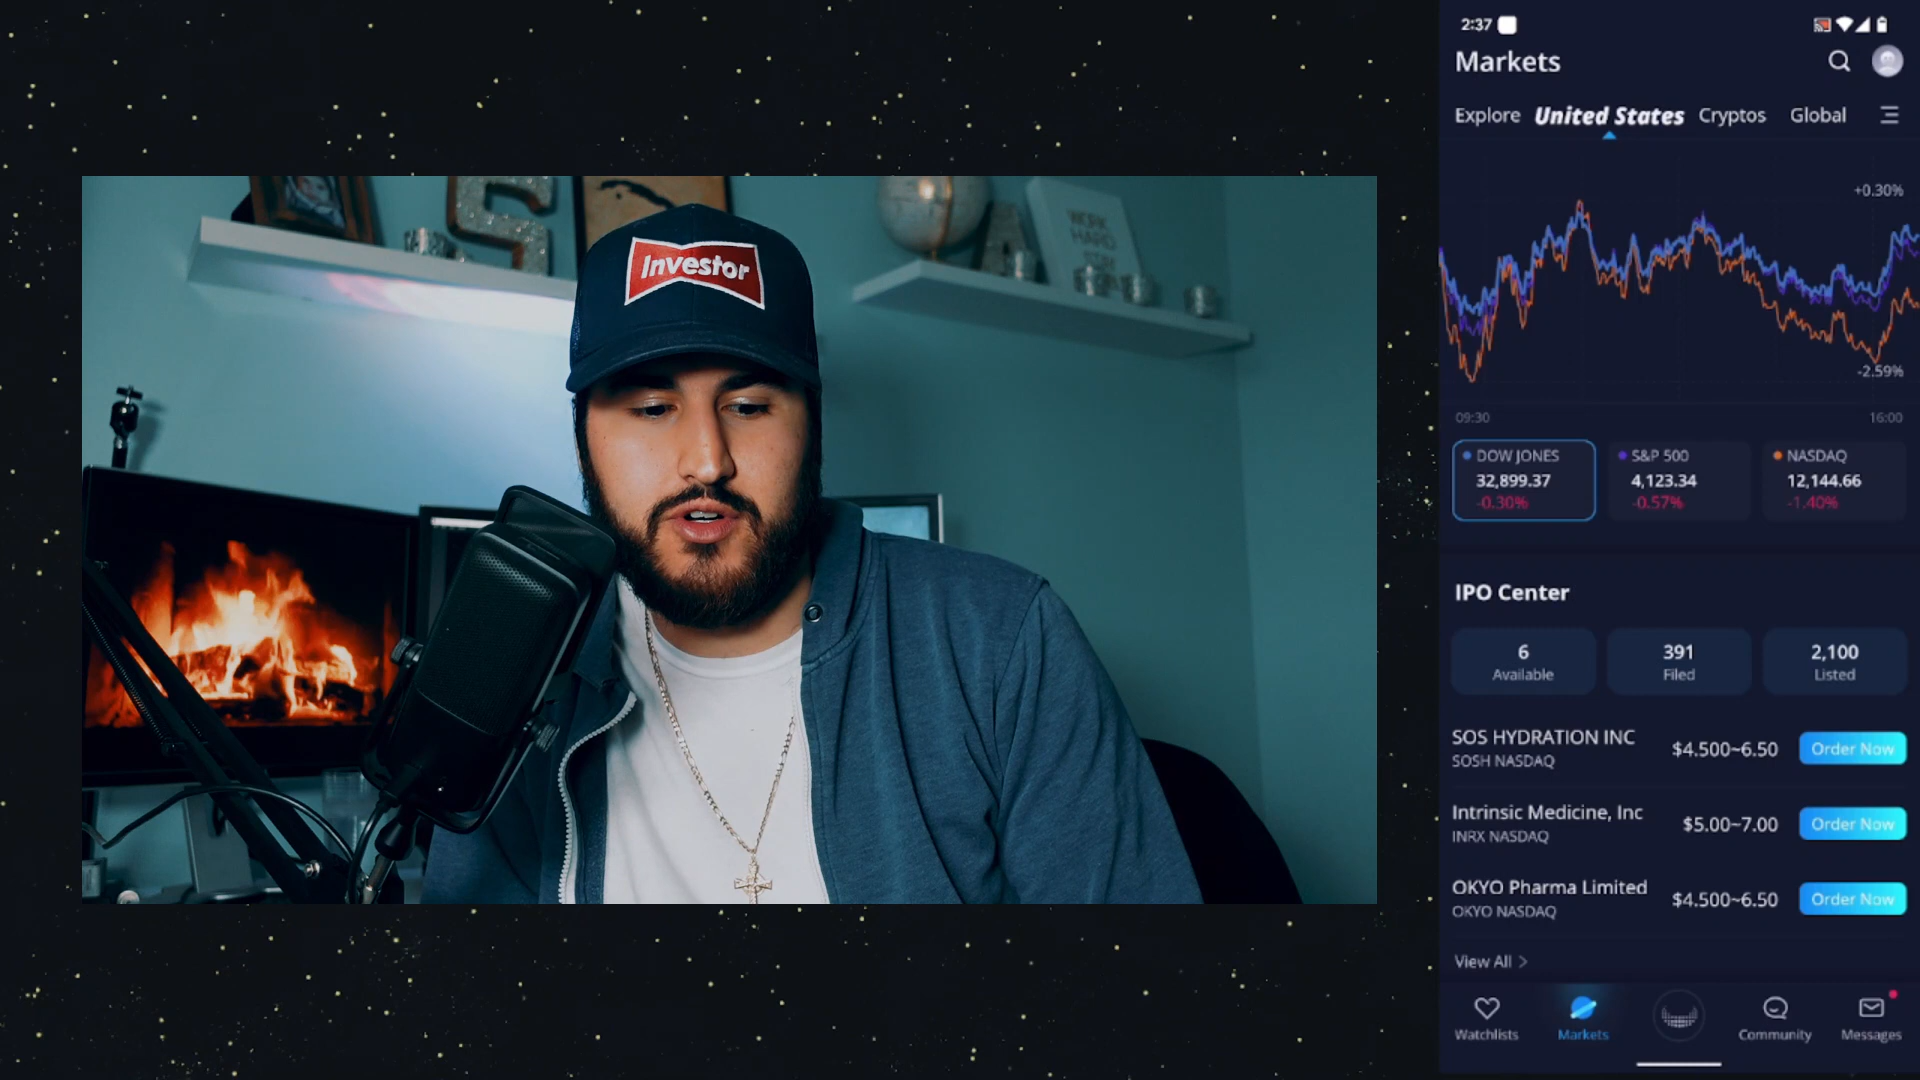 S
WORK
HARD
Investor
2:37
Markets
Explore United States Cryptos Global
+0.30%
-2.59%
09:30 16:00
DOW JONES S&P 500 NASDAQ
32,899.37 4,123.34 12,144.66
-0.30% -0.57% -1.40%
IPO Center
6 391 2,100
Available Filed Listed
SOS HYDRATION INC
SOSH NASDAQ
$4.500~6.50
Order Now
Intrinsic Medicine, Inc
INRX NASDAQ
$5.00~7.00
Order Now
OKYO Pharma Limited
OKYO NASDAQ
$4.500~6.50
Order Now
View All >
Watchlists Markets Community Messages